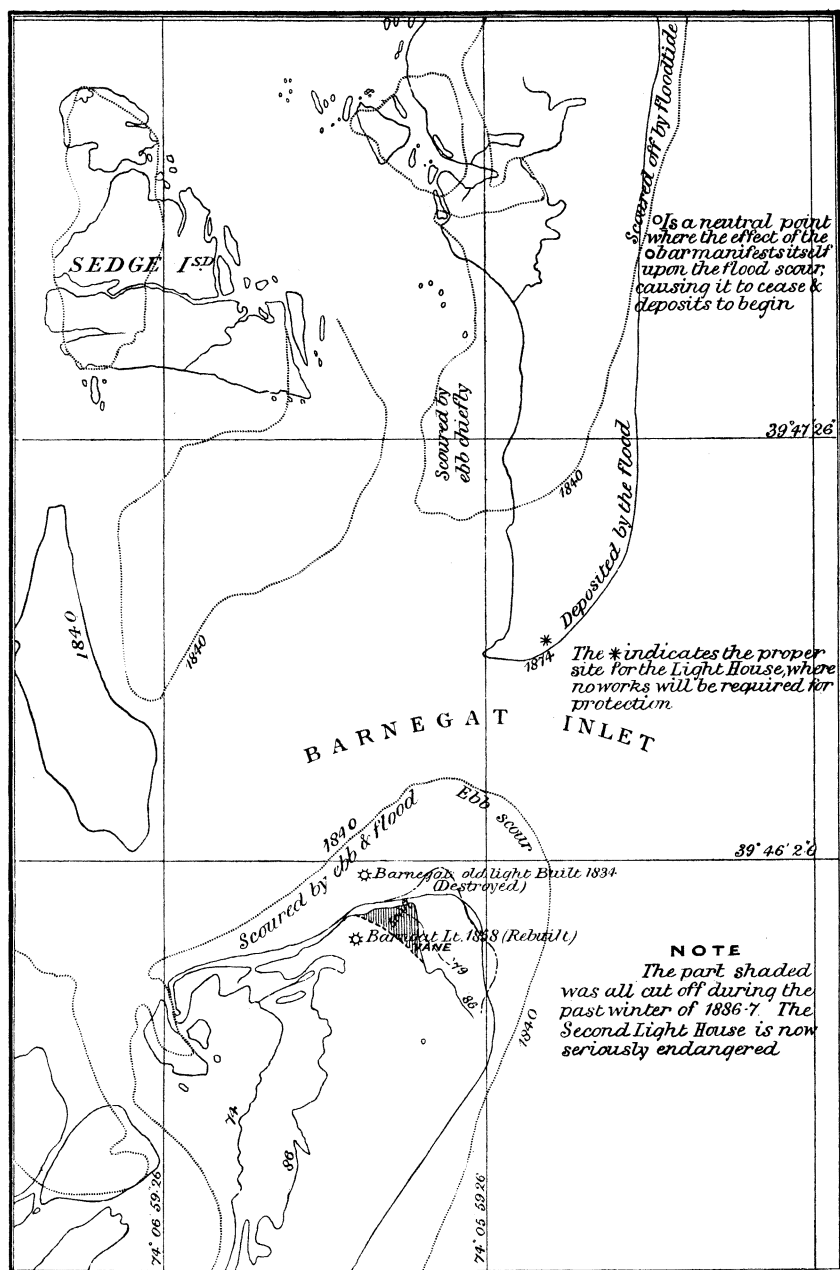 Scoured off by floodtide
Is a neutral point
where the effect of the
bar manifests itself
upon the flood scour,
causing it to cease &
deposits to begin
SEDGE ISD.
Scoured by
ebb chiefly
39°47'26"
1840
Deposited by the flood
1840
1840
1874
The * indicates the proper
site for the Light House, where
no works will be required for
protection
BARNEGAT INLET
1840
Scoured by ebb & flood
Ebb scour
39°46'26
Barnegat old light Built 1834
(Destroyed)
Barnegat Lt. 1858 (Rebuilt)
'79
86
1840
NOTE
The part shaded
was all cut off during the
past winter of 1886-7. The
Second Light House is now
seriously endangered
74
86
74° 06' 59" 26
74° 05' 59" 26